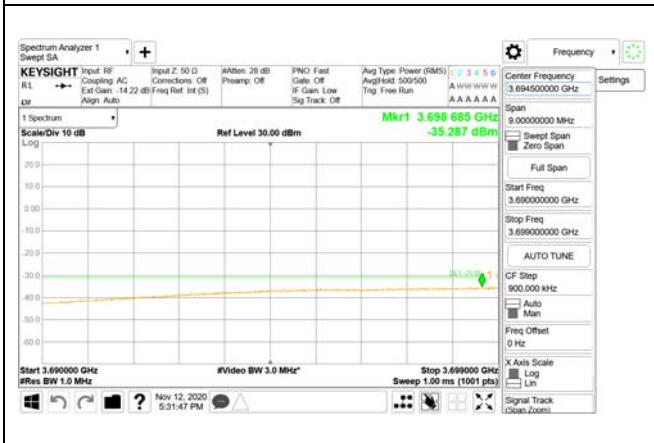 Spectrum Analyzer 1
Swept SA
+
Frequency
KEYSIGHT
RL
Input: RF
Coupling: AC
Ext Gain: -14.22 dB
Align: Auto
Input Z: 50 Ω
Corrections: Off
Freq Ref: Int (S)
#Atten: 28 dB
Preamp: Off
PNO: Fast
Gate: Off
IF Gain: Low
Sig Track: Off
Avg Type: Power (RMS)
Avg|Hold: 500/500
Trig: Free Run
1 2 3 4 5 6
A W W W W W
A A A A A A
1 Spectrum
Scale/Div 10 dB
Ref Level 30.00 dBm
Mkr1 3.698 685 GHz
-35.287 dBm
Log
20.0
10.0
0.00
-10.0
-20.0
-30.0
-40.0
-50.0
-60.0
1
Start 3.690000 GHz
#Res BW 1.0 MHz
#Video BW 3.0 MHz*
Stop 3.699000 GHz
Sweep 1.00 ms (1001 pts)
?
Nov 12, 2020
5:31:47 PM
Center Frequency
3.694500000 GHz
Settings
Span
9.00000000 MHz
Swept Span
Zero Span
Full Span
Start Freq
3.690000000 GHz
Stop Freq
3.699000000 GHz
AUTO TUNE
CF Step
900.000 kHz
Auto
Man
Freq Offset
0 Hz
X Axis Scale
Log
Lin
Signal Track
(Span Zoom)